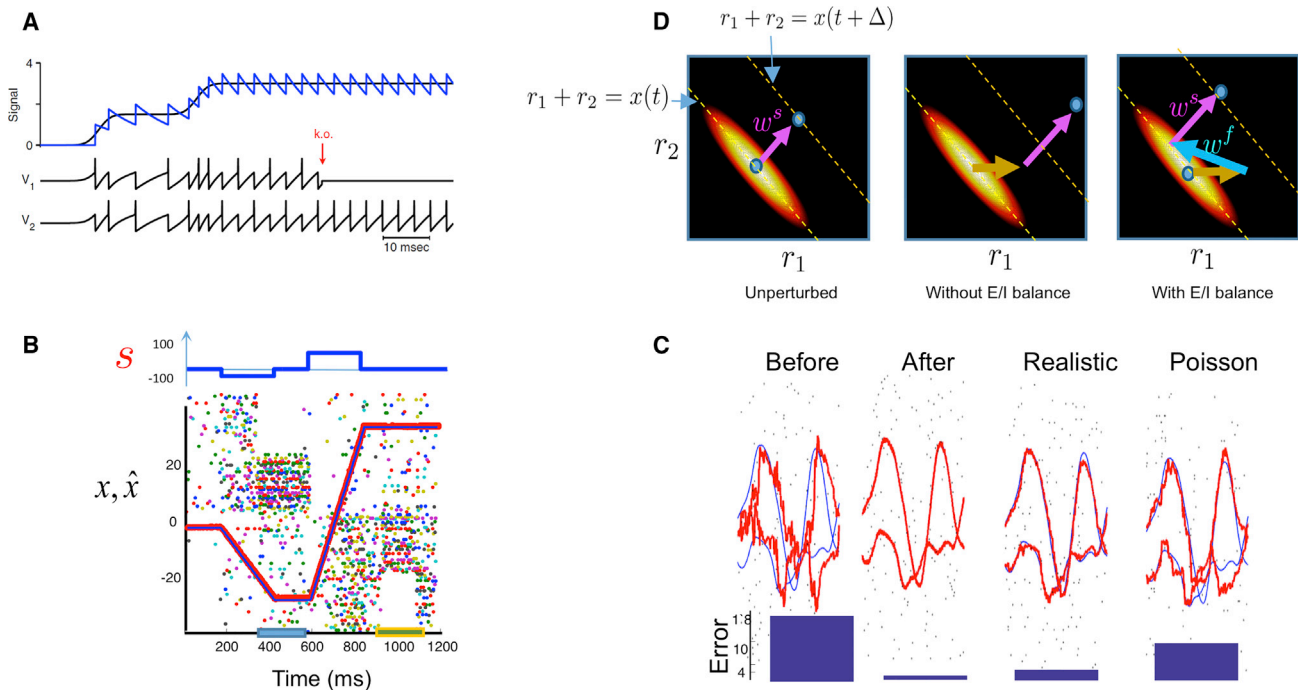 A
4
Signal
0
k.o.
V1
V2
10 msec
D
r1 + r2 = x(t + Δ)
r1 + r2 = x(t)
r2
w^s
w^s
w^f
r1
r1
r1
Unperturbed
Without E/I balance
With E/I balance
B
s
100
-100
x, x̂
20
0
-20
200
400
600
800
1000
1200
Time (ms)
C
Before
After
Realistic
Poisson
Error
10
4